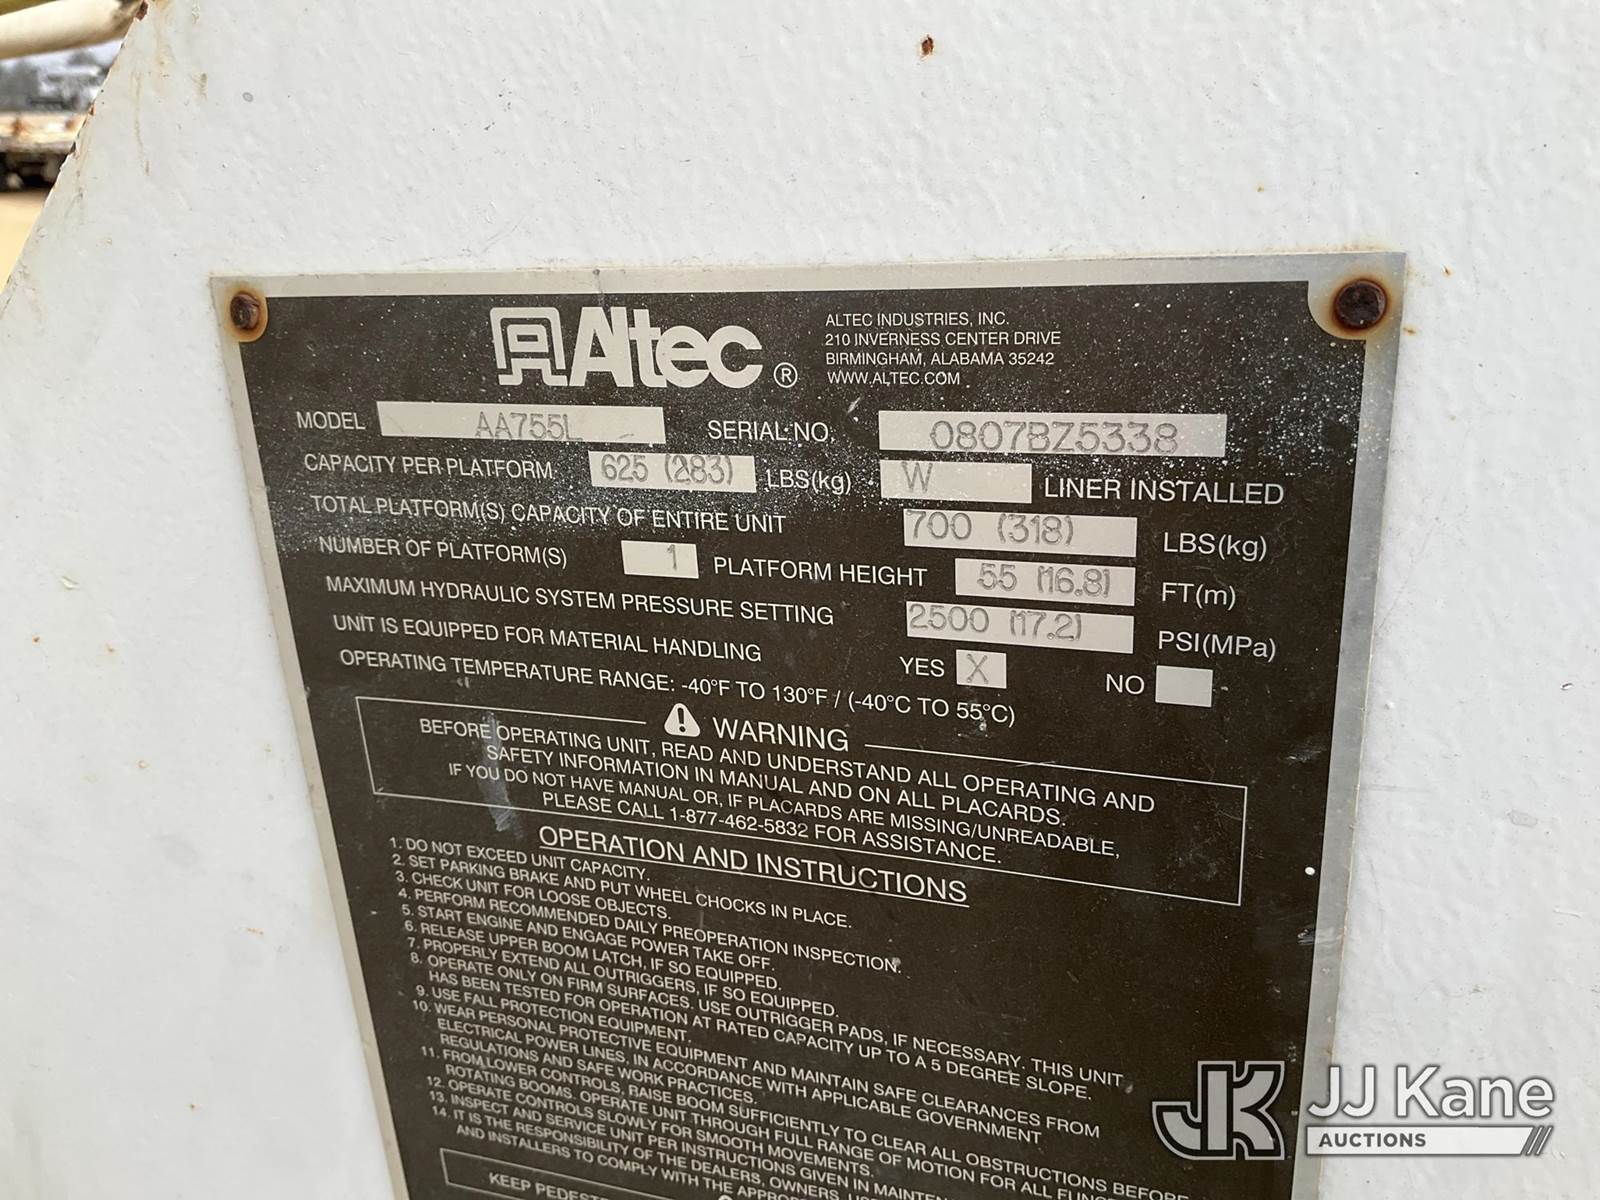 Altec ®
ALTEC INDUSTRIES, INC.
210 INVERNESS CENTER DRIVE
BIRMINGHAM, ALABAMA 35242
WWW.ALTEC.COM
MODEL AA755L SERIAL NO. 0807BZ5338
CAPACITY PER PLATFORM 625 (283) LBS(kg) W LINER INSTALLED
TOTAL PLATFORM(S) CAPACITY OF ENTIRE UNIT 700 (318) LBS(kg)
NUMBER OF PLATFORM(S) 1 PLATFORM HEIGHT 55 (16.8) FT(m)
MAXIMUM HYDRAULIC SYSTEM PRESSURE SETTING 2500 (17.2) PSI(MPa)
UNIT IS EQUIPPED FOR MATERIAL HANDLING YES X NO
OPERATING TEMPERATURE RANGE: -40°F TO 130°F / (-40°C TO 55°C)
WARNING
BEFORE OPERATING UNIT, READ AND UNDERSTAND ALL OPERATING AND
SAFETY INFORMATION IN MANUAL AND ON ALL PLACARDS.
IF YOU DO NOT HAVE MANUAL OR, IF PLACARDS ARE MISSING/UNREADABLE,
PLEASE CALL 1-877-462-5832 FOR ASSISTANCE.
OPERATION AND INSTRUCTIONS
1. DO NOT EXCEED UNIT CAPACITY.
2. SET PARKING BRAKE AND PUT WHEEL CHOCKS IN PLACE.
3. CHECK UNIT FOR LOOSE OBJECTS.
4. PERFORM RECOMMENDED DAILY PREOPERATION INSPECTION.
5. START ENGINE AND ENGAGE POWER TAKE OFF.
6. RELEASE UPPER BOOM LATCH, IF SO EQUIPPED.
7. PROPERLY EXTEND ALL OUTRIGGERS, IF SO EQUIPPED.
8. OPERATE ONLY ON FIRM SURFACES. USE OUTRIGGER PADS, IF NECESSARY. THIS UNIT
HAS BEEN TESTED FOR OPERATION AT RATED CAPACITY UP TO A 5 DEGREE SLOPE.
9. USE FALL PROTECTION EQUIPMENT.
10. WEAR PERSONAL PROTECTIVE EQUIPMENT AND MAINTAIN SAFE CLEARANCES FROM
ELECTRICAL POWER LINES, IN ACCORDANCE WITH APPLICABLE GOVERNMENT
REGULATIONS AND SAFE WORK PRACTICES.
11. FROM LOWER CONTROLS, RAISE BOOM SUFFICIENTLY TO CLEAR ALL OBSTRUCTIONS BEFORE
ROTATING BOOMS. OPERATE UNIT THROUGH FULL RANGE OF MOTION FOR ALL
12. OPERATE CONTROLS SLOWLY FOR SMOOTH MOVEMENTS.
13. INSPECT AND SERVICE UNIT PER INSTRUCTIONS GIVEN IN
14. IT IS THE RESPONSIBILITY OF THE DEALERS, OWNERS,
AND INSTALLERS TO COMPLY WITH THE
KEEP
JK JJ Kane
AUCTIONS